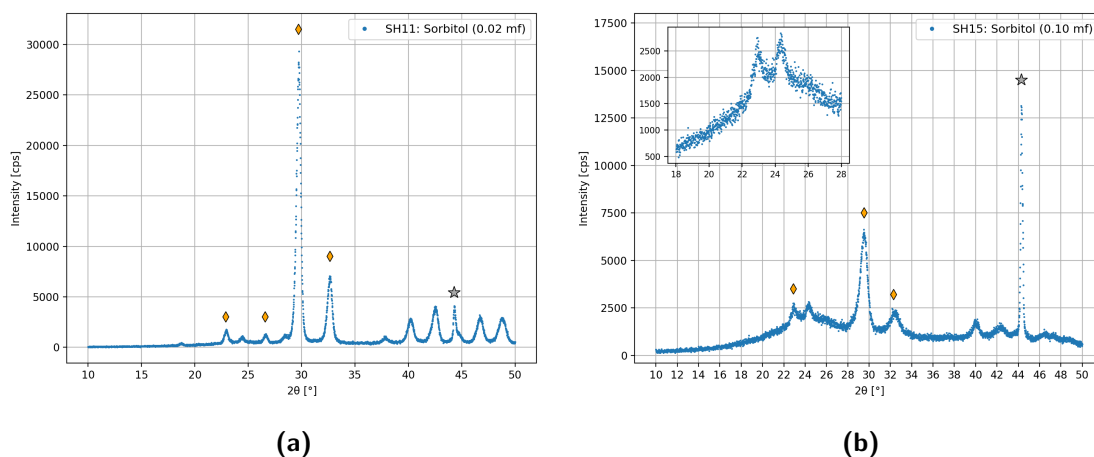 SH11: Sorbitol (0.02 mf)
30000
25000
20000
15000
10000
5000
0
Intensity [cps]
10 15 20 25 30 35 40 45 50
2θ [°]
(a)
SH15: Sorbitol (0.10 mf)
17500
15000
12500
10000
7500
5000
2500
0
Intensity [cps]
2500
2000
1500
1000
500
18 20 22 24 26 28
10 12 14 16 18 20 22 24 26 28 30 32 34 36 38 40 42 44 46 48 50
2θ [°]
(b)